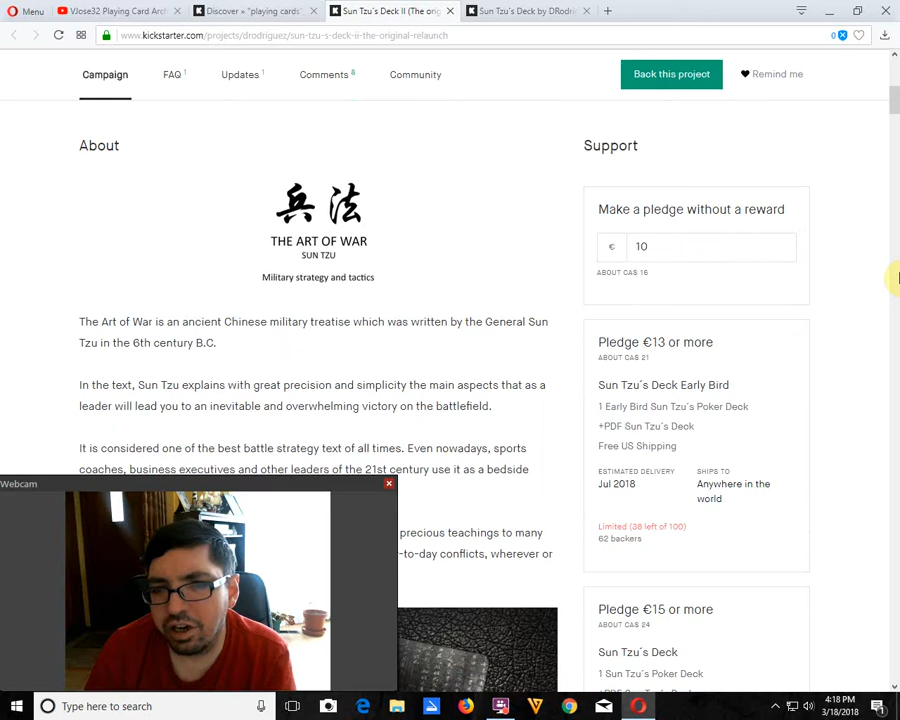 Menu
VJose32 Playing Card Arch
Discover » "playing cards"
Sun Tzu's Deck II (The ori
Sun Tzu's Deck by DRodri
www.kickstarter.com/projects/drodriguez/sun-tzu-s-deck-ii-the-original-relaunch
0
Campaign
FAQ 1
Updates 1
Comments 8
Community
Back this project
Remind me
About
Support
兵法
THE ART OF WAR
SUN TZU
Military strategy and tactics
The Art of War is an ancient Chinese military treatise which was written by the General Sun
Tzu in the 6th century B.C.
In the text, Sun Tzu explains with great precision and simplicity the main aspects that as a
leader will lead you to an inevitable and overwhelming victory on the battlefield.
It is considered one of the best battle strategy text of all times. Even nowadays, sports
coaches, business executives and other leaders of the 21st century use it as a bedside
precious teachings to many
-to-day conflicts, wherever or
Make a pledge without a reward
€ 10
ABOUT CA$ 16
Pledge €13 or more
ABOUT CA$ 21
Sun Tzu´s Deck Early Bird
1 Early Bird Sun Tzu's Poker Deck
+PDF Sun Tzu´s Deck
Free US Shipping
ESTIMATED DELIVERY
Jul 2018
SHIPS TO
Anywhere in the
world
Limited (38 left of 100)
62 backers
Pledge €15 or more
ABOUT CA$ 24
Sun Tzu´s Deck
1 Sun Tzu's Poker Deck
Webcam
Type here to search
4:18 PM
3/18/2018
1